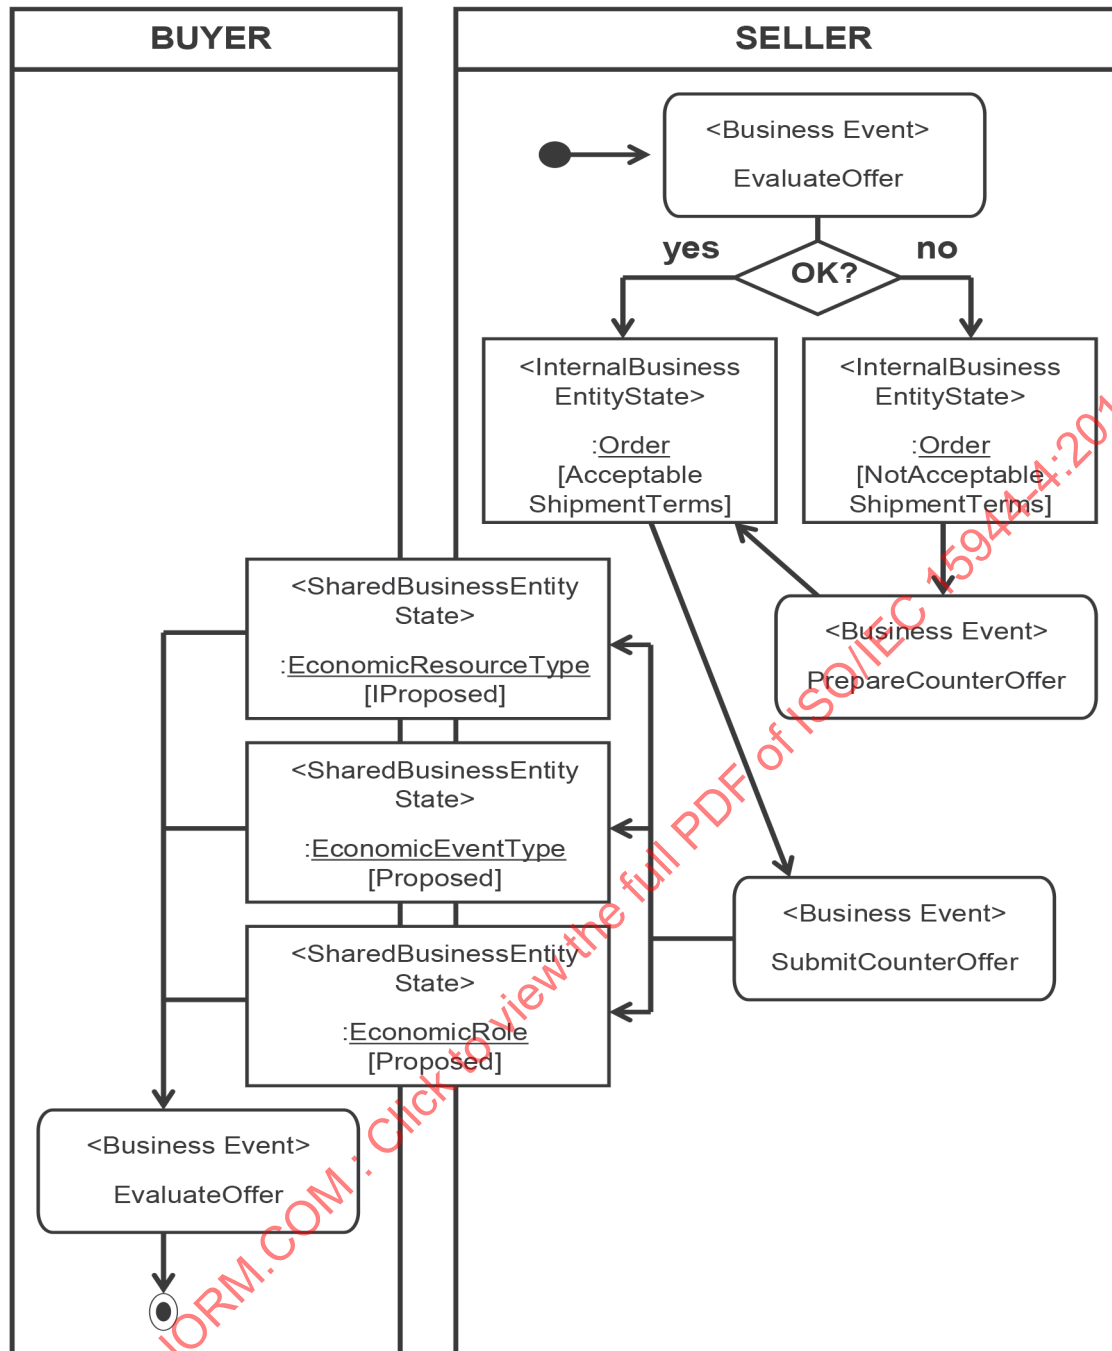 BUYER
SELLER
<Business Event>
EvaluateOffer
yes
no
OK?
<InternalBusiness
EntityState>
:Order
[Acceptable
ShipmentTerms]
<InternalBusiness
EntityState>
:Order
[NotAcceptable
ShipmentTerms]
<SharedBusinessEntity
State>
:EconomicResourceType
[IProposed]
<Business Event>
PrepareCounterOffer
<SharedBusinessEntity
State>
:EconomicEventType
[Proposed]
<Business Event>
SubmitCounterOffer
<SharedBusinessEntity
State>
:EconomicRole
[Proposed]
<Business Event>
EvaluateOffer
NORM.COM : Click to view the full PDF of ISO/IEC 15944-4:201